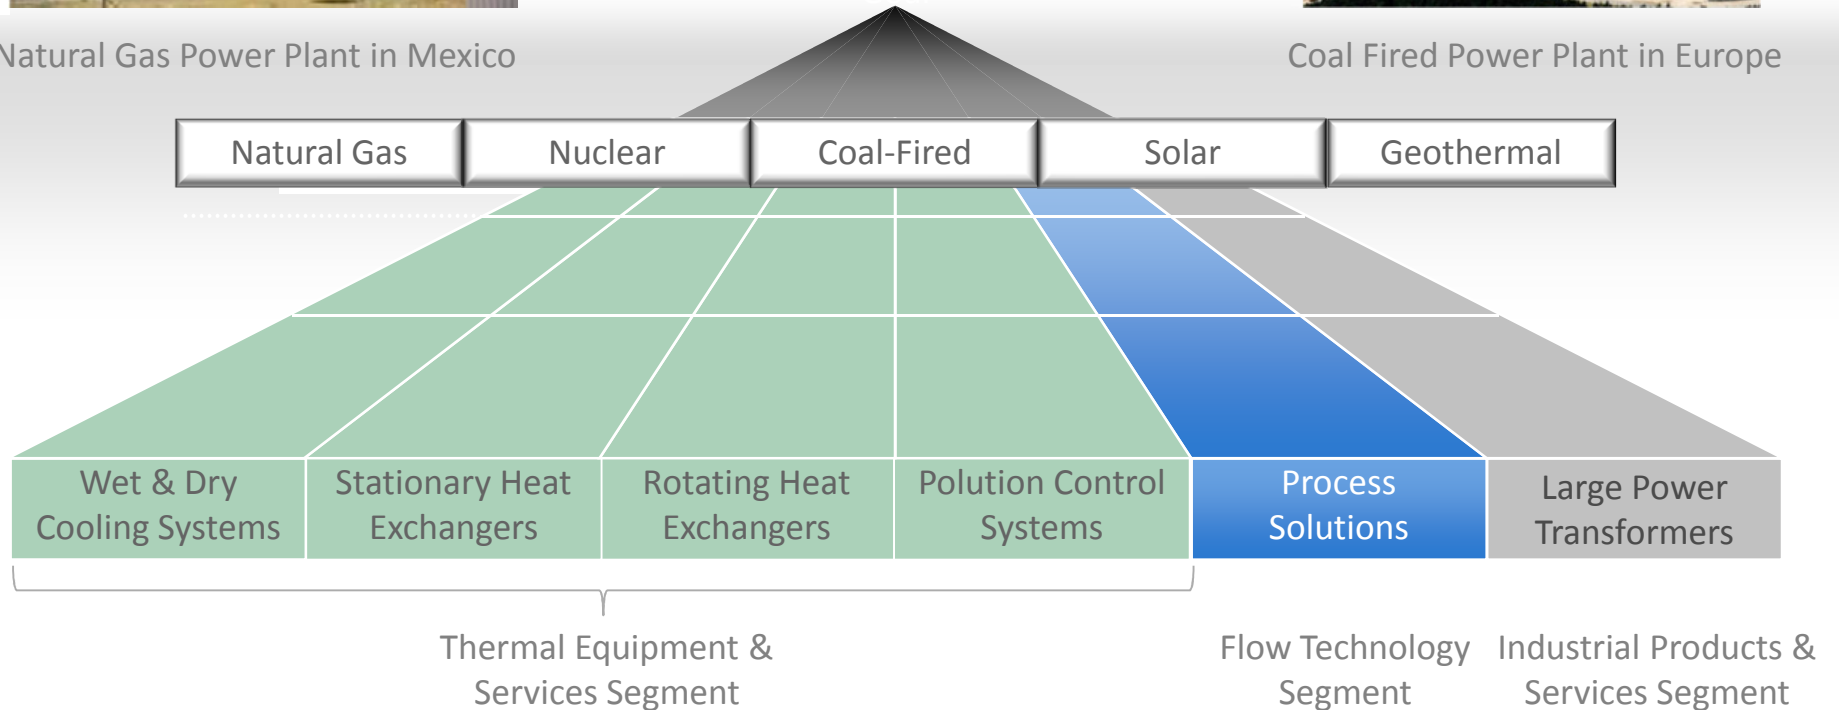 Natural Gas Power Plant in Mexico
Coal Fired Power Plant in Europe
Natural Gas
Nuclear
Coal-Fired
Solar
Geothermal
Wet & Dry
Cooling Systems
Stationary Heat
Exchangers
Rotating Heat
Exchangers
Polution Control
Systems
Process
Solutions
Large Power
Transformers
Thermal Equipment &
Services Segment
Flow Technology
Segment
Industrial Products &
Services Segment